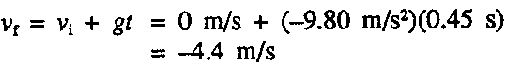 v_f = v_i + gt = 0 m/s + (–9.80 m/s²)(0.45 s)
= –4.4 m/s